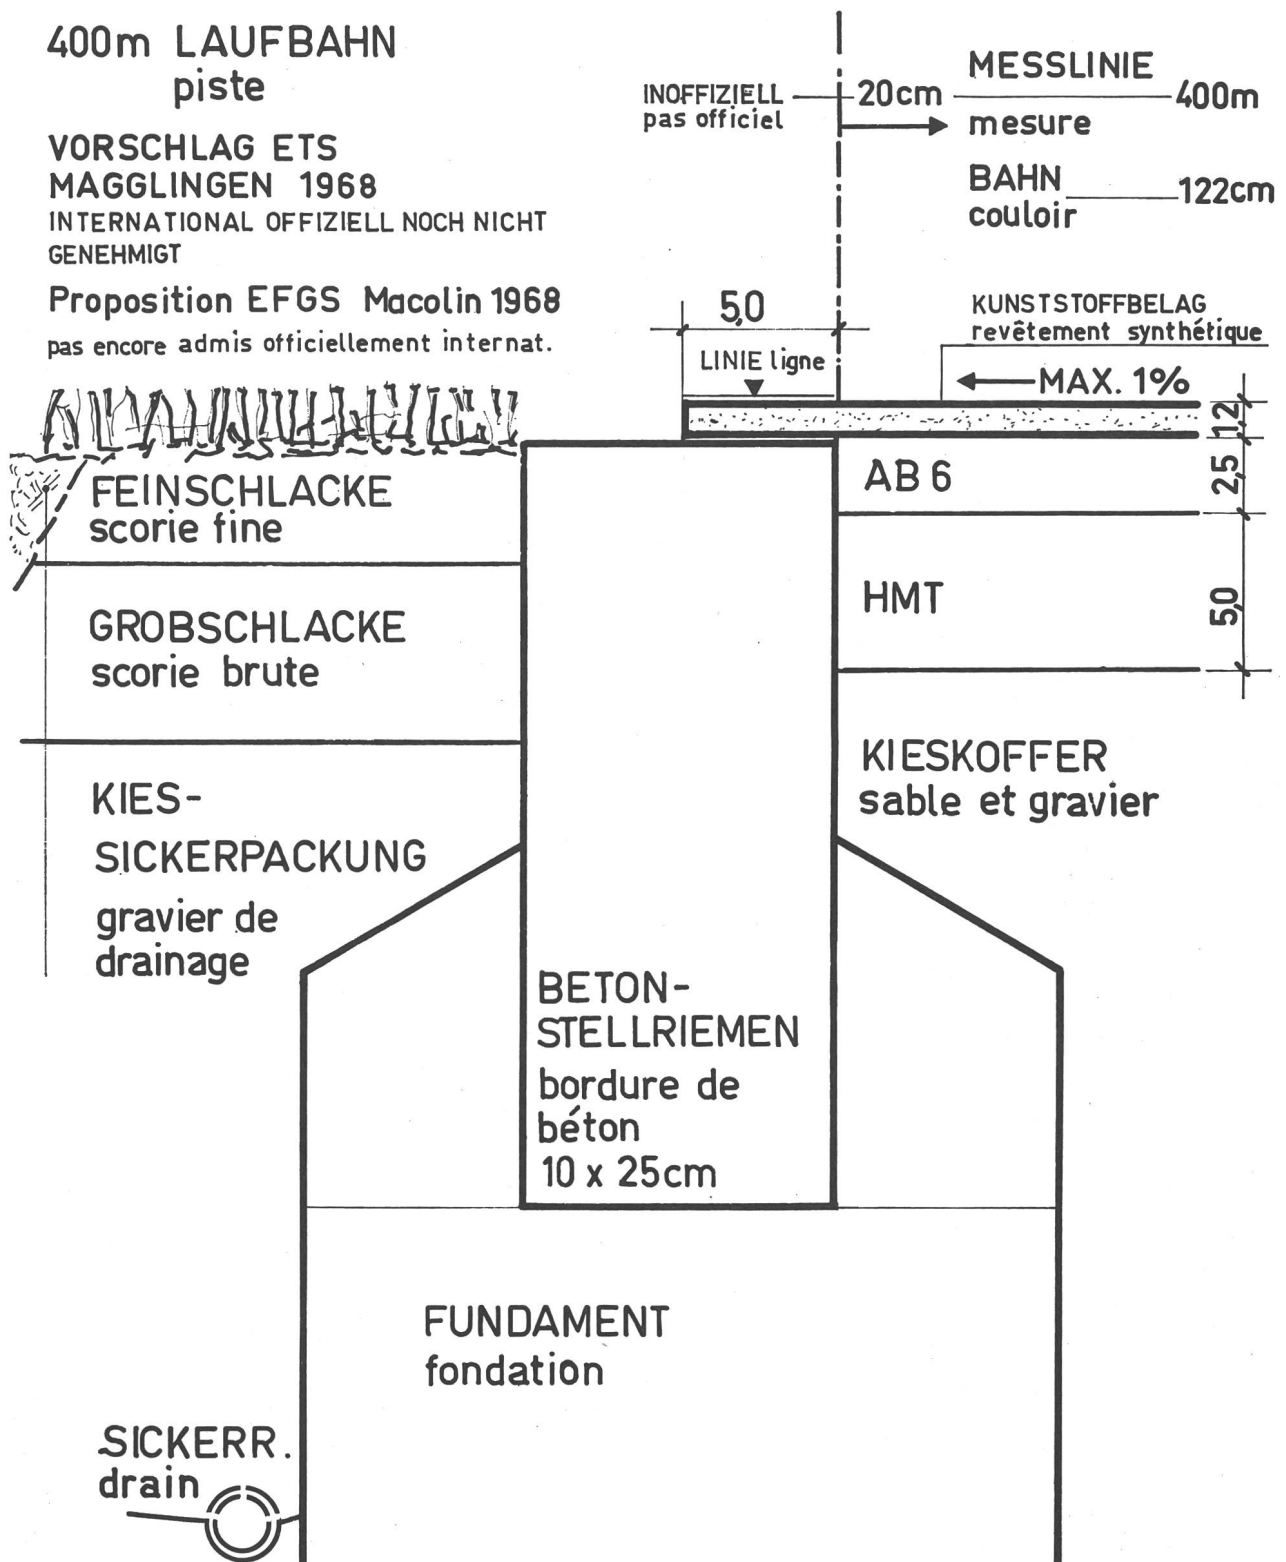 400m LAUFBAHN
piste
VORSCHLAG ETS
MAGGLINGEN 1968
INTERNATIONAL OFFIZIELL NOCH NICHT
GENEHMIGT
Proposition EFGS Macolin 1968
pas encore admis officiellement internat.
INOFFIZIELL
pas officiel
20cm
MESSLINIE
400m
mesure
BAHN
122cm
couloir
5,0
LINIE ligne
KUNSTSTOFFBELAG
revêtement synthétique
MAX. 1%
12
2,5
5,0
AB 6
HMT
KIESKOFFER
sable et gravier
FEINSCHLACKE
scorie fine
GROBSCHLACKE
scorie brute
KIES-
SICKERPACKUNG
gravier de
drainage
BETON-
STELLRIEMEN
bordure de
béton
10 x 25cm
FUNDAMENT
fondation
SICKERR.
drain